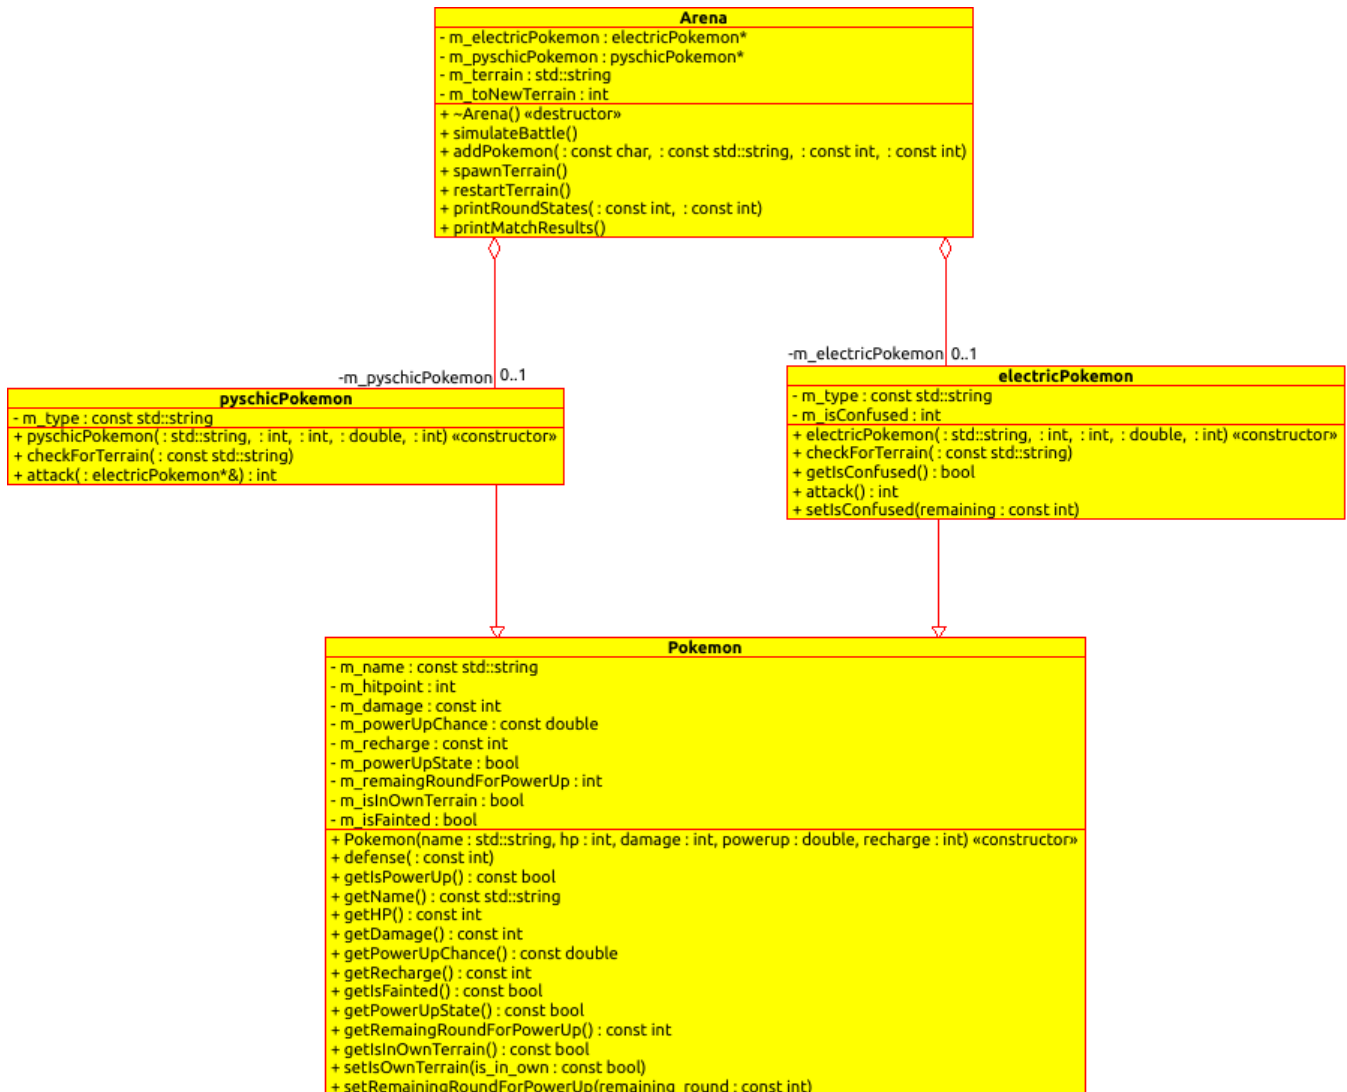 Arena
- m_electricPokemon : electricPokemon*
- m_pyschicPokemon : pyschicPokemon*
- m_terrain : std::string
- m_toNewTerrain : int
+ ~Arena() «destructor»
+ simulateBattle()
+ addPokemon( : const char,  : const std::string,  : const int,  : const int)
+ spawnTerrain()
+ restartTerrain()
+ printRoundStates( : const int,  : const int)
+ printMatchResults()
-m_pyschicPokemon 0..1
pyschicPokemon
- m_type : const std::string
+ pyschicPokemon( : std::string,  : int,  : int,  : double,  : int) «constructor»
+ checkForTerrain( : const std::string)
+ attack( : electricPokemon*&) : int
-m_electricPokemon 0..1
electricPokemon
- m_type : const std::string
- m_isConfused : int
+ electricPokemon( : std::string,  : int,  : int,  : double,  : int) «constructor»
+ checkForTerrain( : const std::string)
+ getIsConfused() : bool
+ attack() : int
+ setIsConfused(remaining : const int)
Pokemon
- m_name : const std::string
- m_hitpoint : int
- m_damage : const int
- m_powerUpChance : const double
- m_recharge : const int
- m_powerUpState : bool
- m_remaingRoundForPowerUp : int
- m_isInOwnTerrain : bool
- m_isFainted : bool
+ Pokemon(name : std::string, hp : int, damage : int, powerup : double, recharge : int) «constructor»
+ defense( : const int)
+ getIsPowerUp() : const bool
+ getName() : const std::string
+ getHP() : const int
+ getDamage() : const int
+ getPowerUpChance() : const double
+ getRecharge() : const int
+ getIsFainted() : const bool
+ getPowerUpState() : const bool
+ getRemaingRoundForPowerUp() : const int
+ getIsInOwnTerrain() : const bool
+ setIsOwnTerrain(is_in_own : const bool)
+ setRemainingRoundForPowerUp(remaining_round : const int)